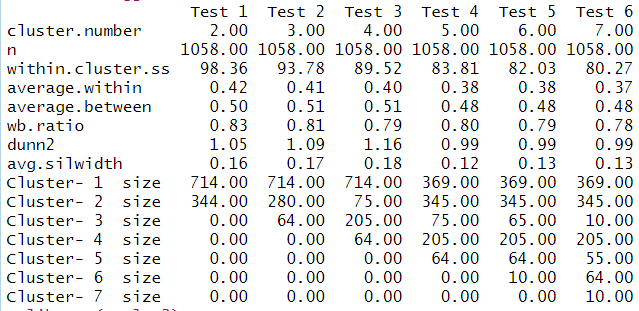 Test 1 Test 2 Test 3 Test 4 Test 5 Test 6
cluster.number 2.00 3.00 4.00 5.00 6.00 7.00
n 1058.00 1058.00 1058.00 1058.00 1058.00 1058.00
within.cluster.ss 98.36 93.78 89.52 83.81 82.03 80.27
average.within 0.42 0.41 0.40 0.38 0.38 0.37
average.between 0.50 0.51 0.51 0.48 0.48 0.48
wb.ratio 0.83 0.81 0.79 0.80 0.79 0.78
dunn2 1.05 1.09 1.16 0.99 0.99 0.99
avg.silwidth 0.16 0.17 0.18 0.12 0.13 0.13
Cluster- 1 size 714.00 714.00 714.00 369.00 369.00 369.00
Cluster- 2 size 344.00 280.00 75.00 345.00 345.00 345.00
Cluster- 3 size 0.00 64.00 205.00 75.00 65.00 10.00
Cluster- 4 size 0.00 0.00 64.00 205.00 205.00 205.00
Cluster- 5 size 0.00 0.00 0.00 64.00 64.00 55.00
Cluster- 6 size 0.00 0.00 0.00 0.00 10.00 64.00
Cluster- 7 size 0.00 0.00 0.00 0.00 0.00 10.00